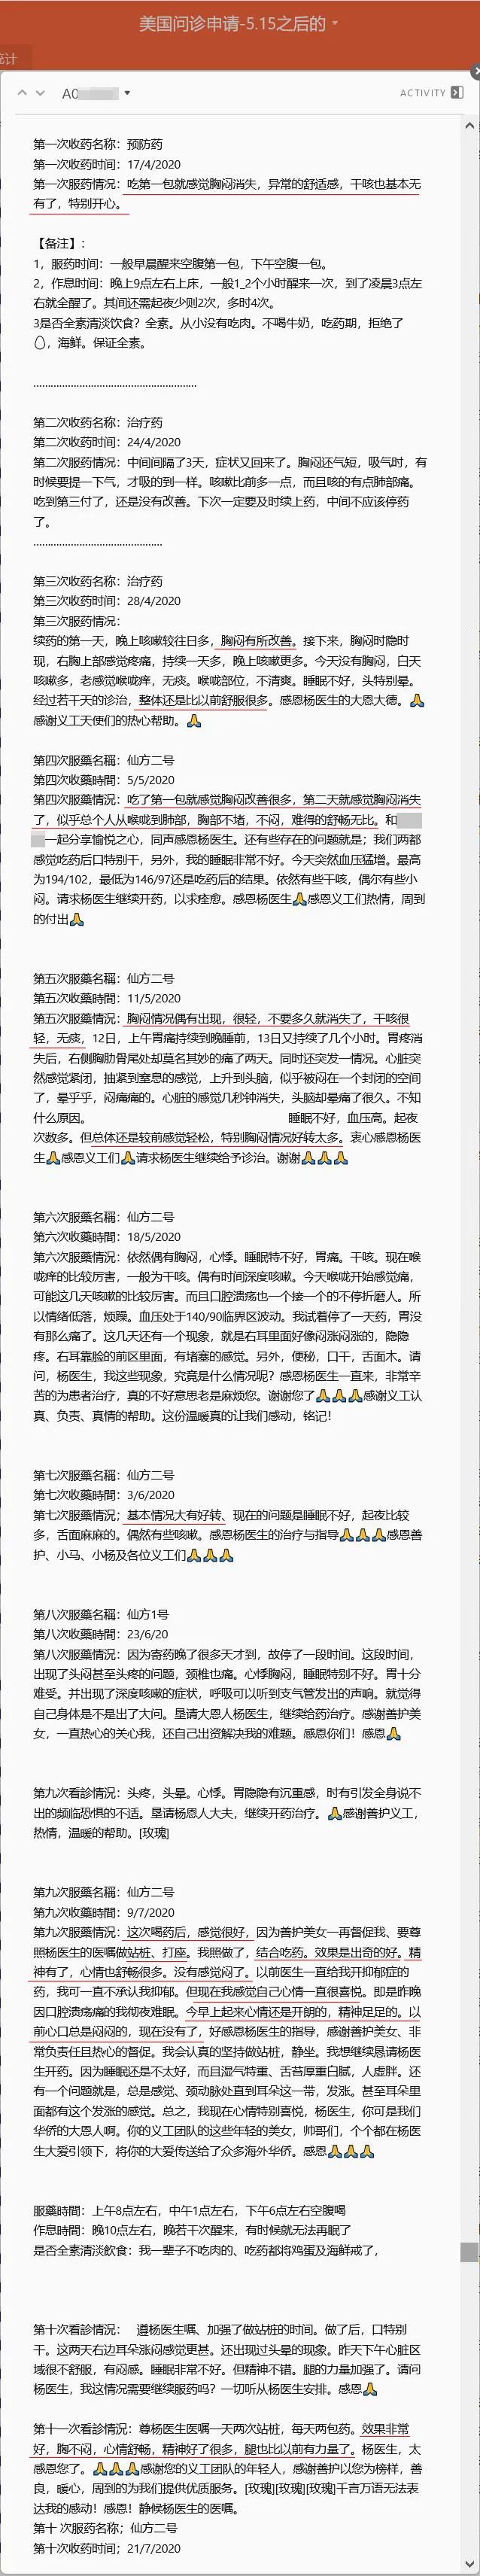 美国问诊申请-5.15之后的
统计
A0
ACTIVITY
第一次收药名称：预防药
第一次收药时间：17/4/2020
第一次服药情况：吃第一包就感觉胸闷消失，异常的舒适感，干咳也基本无
有了，特别开心。
【备注】：
1，服药时间：一般早晨醒来空腹第一包，下午空腹一包。
2，作息时间：晚上9点左右上床，一般1_2个小时醒来一次，到了凌晨3点左
右就全醒了。其间还需起夜少则2次，多时4次。
3是否全素清淡饮食？全素。从小没有吃肉。不喝牛奶，吃药期，拒绝了
🥚，海鲜。保证全素。
........................................................
第二次收药名称：治疗药
第二次收药时间：24/4/2020
第二次服药情况：中间间隔了3天，症状又回来了。胸闷还气短，吸气时，有
时候要提一下气，才吸的到一样。咳嗽比前多一点，而且咳的有点肺部痛。
吃到第三付了，还是没有改善。下次一定要及时续上药，中间不应该停药
了。
............................................
第三次收药名称：治疗药
第三次收药时间：28/4/2020
第三次服药情况：
续药的第一天，晚上咳嗽较往日多，胸闷有所改善。接下来，胸闷时隐时
现，右胸上部感觉疼痛，持续一天多，晚上咳嗽更多。今天没有胸闷，白天
咳嗽多，老感觉喉咙痒，无痰。喉咙部位，不清爽。睡眠不好，头特别晕。
经过若干天的诊治，整体还是比以前舒服很多。感恩杨医生的大恩大德。🙏
感谢义工天使们的热心帮助。🙏
第四次服藥名稱：仙方二号
第四次收藥時間：5/5/2020
第四次服藥情况：吃了第一包就感觉胸闷改善很多，第二天就感觉胸闷消失
了，似乎总个人从喉咙到肺部，胸部不堵，不闷，难得的舒畅无比。和
一起分享愉悦之心，同声感恩杨医生。还有些存在的问题就是；我们两都
感觉吃药后口特别干，另外，我的睡眠非常不好。今天突然血压猛增。最高
为194/102，最低为146/97还是吃药后的结果。依然有些干咳，偶尔有些小
闷。请求杨医生继续开药，以求痊愈。感恩杨医生🙏感恩义工们热情，周到
的付出🙏
第五次服藥名稱：仙方二号
第五次收藥時間：11/5/2020
第五次服藥情况：胸闷情况偶有出现，很轻，不要多久就消失了，干咳很
轻，无痰，12日，上午胃痛持续到晚睡前，13日又持续了几个小时。胃疼消
失后，右侧胸肋骨尾处却莫名其妙的痛了两天。同时还突发一情况。心脏突
然感觉紧闭，抽紧到窒息的感觉，上升到头脑，似乎被闷在一个封闭的空间
了，晕乎乎，闷痛痛的。心脏的感觉几秒钟消失，头脑却晕痛了很久。不知
什么原因。 睡眠不好，血压高。起夜
次数多。但总体还是较前感觉轻松，特别胸闷情况好转太多。衷心感恩杨医
生🙏感恩义工们🙏请求杨医生继续给予诊治。谢谢🙏🙏🙏
第六次服藥名稱：仙方二号
第六次收藥時間：18/5/2020
第六次服藥情况：依然偶有胸闷，心悸。睡眠特不好，胃痛。干咳。现在喉
咙痒的比较厉害，一般为干咳。偶有时间深度咳嗽。今天喉咙开始感觉痛，
可能这几天咳嗽的比较厉害。而且口腔溃疡也一个接一个的不停折磨人。所
以情绪低落，烦躁。血压处于140/90临界区波动。我试着停了一天药，胃没
有那么痛了。这几天还有一个现象，就是右耳里面好像闷涨闷涨的，隐隐
疼。右耳靠脸的前区里面，有堵塞的感觉。另外，便秘，口干，舌面木。请
问，杨医生，我这些现象，究竟是什么情况呢？感恩杨医生一直来，非常辛
苦的为患者治疗，真的不好意思老是麻烦您。谢谢您了🙏🙏🙏感谢义工认
真、负责、真情的帮助。这份温暖真的让我们感动，铭记！
第七次服藥名稱：仙方二号
第七次收藥時間：3/6/2020
第七次服藥情况；基本情况大有好转、现在的问题是睡眠不好，起夜比较
多，舌面麻麻的。偶然有些咳嗽。感恩杨医生的治疗与指导🙏🙏🙏感恩善
护、小马、小杨及各位义工们🙏🙏🙏
第八次服藥名稱：仙方1号
第八次收藥時間：23/6/20
第八次服藥情况：因为寄药晚了很多天才到，故停了一段时间。这段时间，
出现了头闷甚至头疼的问题，颈椎也痛。心悸胸闷，睡眠特别不好。胃十分
难受。并出现了深度咳嗽的症状，呼吸可以听到支气管发出的声响。就觉得
自己身体是不是出了大问。垦请大恩人杨医生，继续给药治疗。感谢善护美
女，一直热心的关心我，还自己出资解决我的难题。感恩你们！感恩🙏
第九次看診情况：头疼，头晕。心悸。胃隐隐有沉重感，时有引发全身说不
出的频临恐惧的不适。垦请杨恩人大夫，继续开药治疗。🙏感谢善护义工，
热情，温暖的帮助。[玫瑰]
第九次服藥名稱：仙方二号
第九次收藥時間：9/7/2020
第九次服藥情况：这次喝药后，感觉很好，因为善护美女一再督促我、要尊
照杨医生的医嘱做站桩、打座。我照做了，结合吃药。效果是出奇的好。精
神有了，心情也舒畅很多。没有感觉闷了。以前医生一直给我开抑郁症的
药，我可一直不承认我抑郁。但现在我感觉自己心情一直很喜悦。即是昨晚
因口腔溃疡痛的我彻夜难眠。今早上起来心情还是开朗的，精神足足的。以
前心口总是闷闷的，现在没有了，好感恩杨医生的指导，感谢善护美女、非
常负责任且热心的督促。我会认真的坚持做站桩，静坐。我想继续恳请杨医
生开药。因为睡眠还是不太好，而且湿气特重、舌苔厚重白腻，人虚胖。还
有一个问题就是，总是感觉、颈动脉处直到耳朵这一带，发涨。甚至耳朵里
面都有这个发涨的感觉。总之，我现在心情特别喜悦，杨医生，你可是我们
华侨的大恩人啊。你的义工团队的这些年轻的美女，帅哥们，个个都在杨医
生大爱引领下，将你的大爱传送给了众多海外华侨。感恩🙏🙏🙏
服藥時間：上午8点左右，中午1点左右，下午6点左右空腹喝
作息時間：晚10点左右，晚若干次醒来，有时候就无法再眠了
是否全素清淡飲食：我一辈子不吃肉的、吃药都将鸡蛋及海鲜戒了，
第十次看診情况： 遵杨医生嘱、加强了做站桩的时间。做了后，口特别
干。这两天右边耳朵涨闷感觉更甚。还出现过头晕的现象。昨天下午心脏区
域很不舒服，有闷感。睡眠非常不好。但精神不错。腿的力量加强了。请问
杨医生，我这情况需要继续服药吗？一切听从杨医生安排。感恩🙏
第十一次看診情况：尊杨医生医嘱一天两次站桩，每天两包药。效果非常
好，胸不闷，心情舒畅，精神好了很多，腿也比以前有力量了。杨医生，太
感恩您了。🙏🙏🙏感谢您的义工团队的年轻人，感谢善护以您为榜样，善
良，暖心，周到的为我们提供优质服务。[玫瑰][玫瑰][玫瑰]千言万语无法表
达我的感动！感恩！静候杨医生的医嘱。
第十 次服药名称；仙方二号
第十次收药时间；21/7/2020